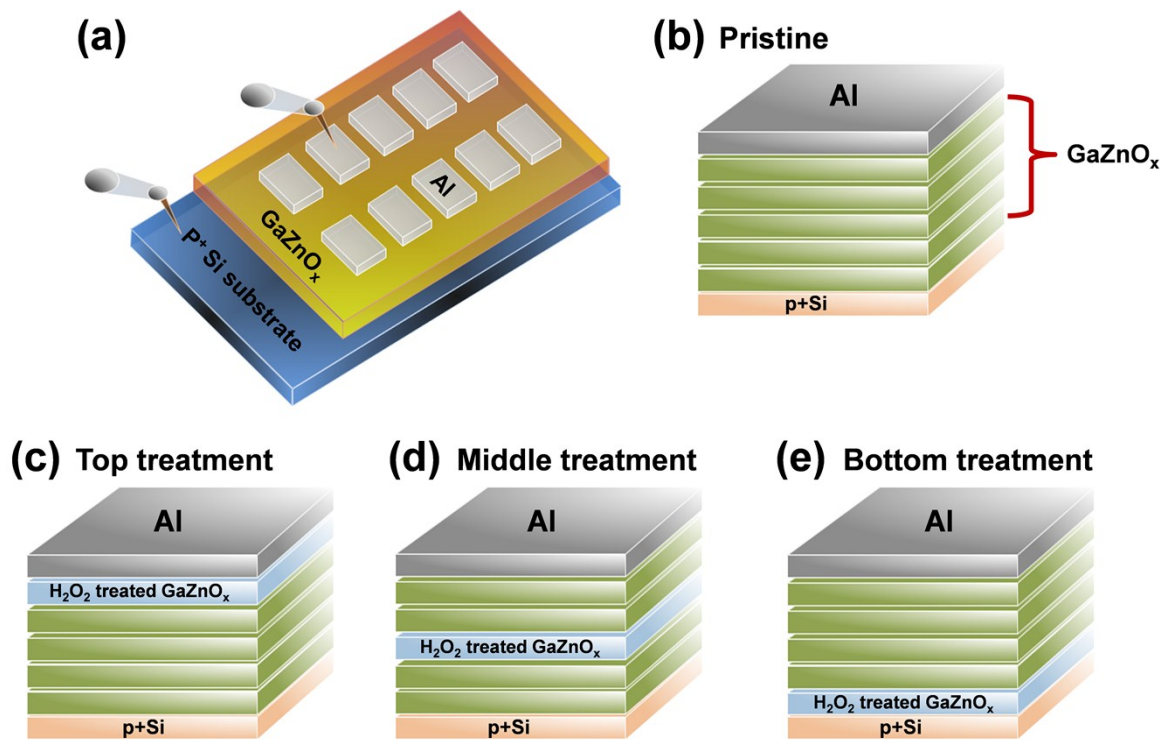 (a)
Al
GaZnOₓ
P⁺Si substrate
(b) Pristine
Al
GaZnOₓ
p+Si
(c) Top treatment
Al
H₂O₂ treated GaZnOₓ
p+Si
(d) Middle treatment
Al
H₂O₂ treated GaZnOₓ
p+Si
(e) Bottom treatment
Al
H₂O₂ treated GaZnOₓ
p+Si